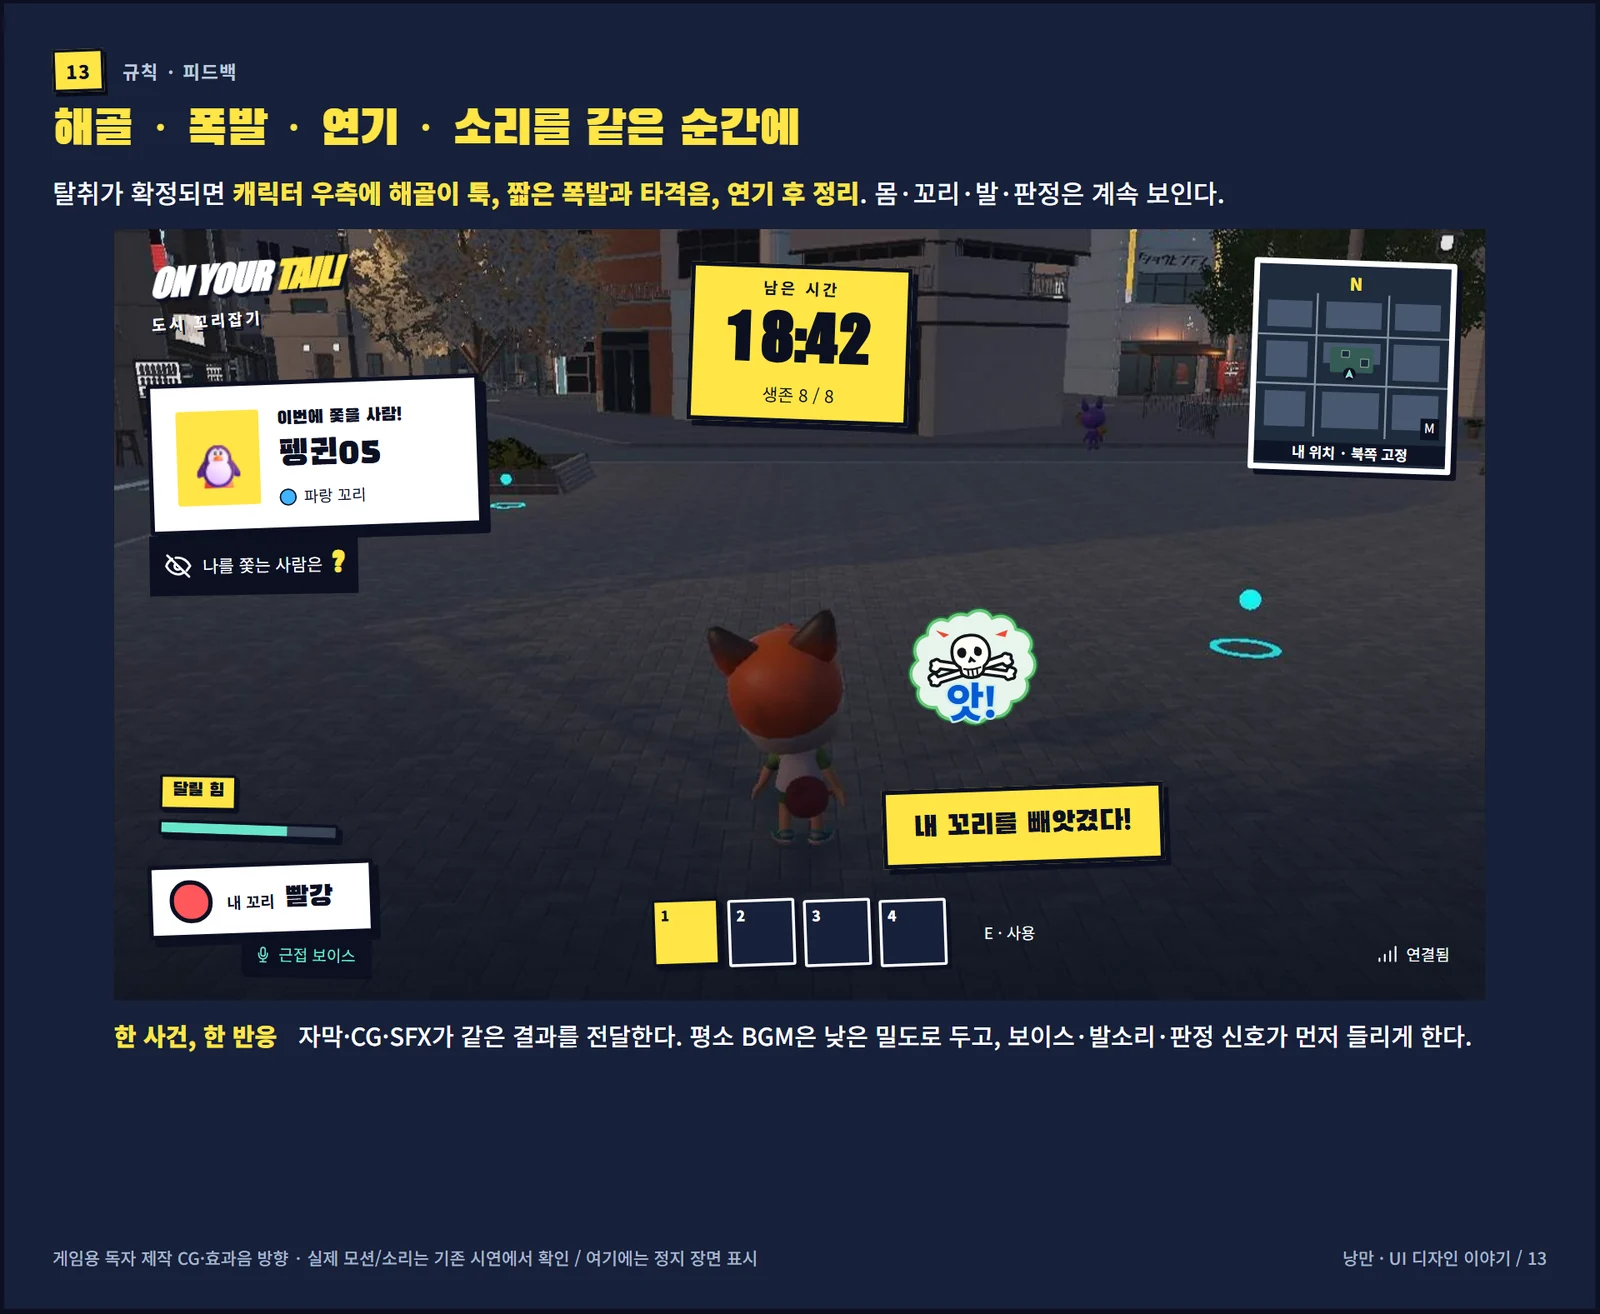 13 규칙 · 피드백
해골 · 폭발 · 연기 · 소리를 같은 순간에
탈취가 확정되면 캐릭터 우측에 해골이 툭, 짧은 폭발과 타격음, 연기 후 정리. 몸·꼬리·발·판정은 계속 보인다.
ON YOUR TAIL!
도시 꼬리잡기
남은 시간
18:42
생존 8 / 8
N
M
내 위치 · 북쪽 고정
이번에 쫓을 사람!
펭귄05
파랑 꼬리
나를 쫓는 사람은 ?
앗!
내 꼬리를 빼앗겼다!
달릴 힘
내 꼬리 빨강
근접 보이스
1 2 3 4
E · 사용
연결됨
한 사건, 한 반응 자막·CG·SFX가 같은 결과를 전달한다. 평소 BGM은 낮은 밀도로 두고, 보이스·발소리·판정 신호가 먼저 들리게 한다.
게임용 독자 제작 CG·효과음 방향 · 실제 모션/소리는 기존 시연에서 확인 / 여기에는 정지 장면 표시
낭만 · UI 디자인 이야기 / 13